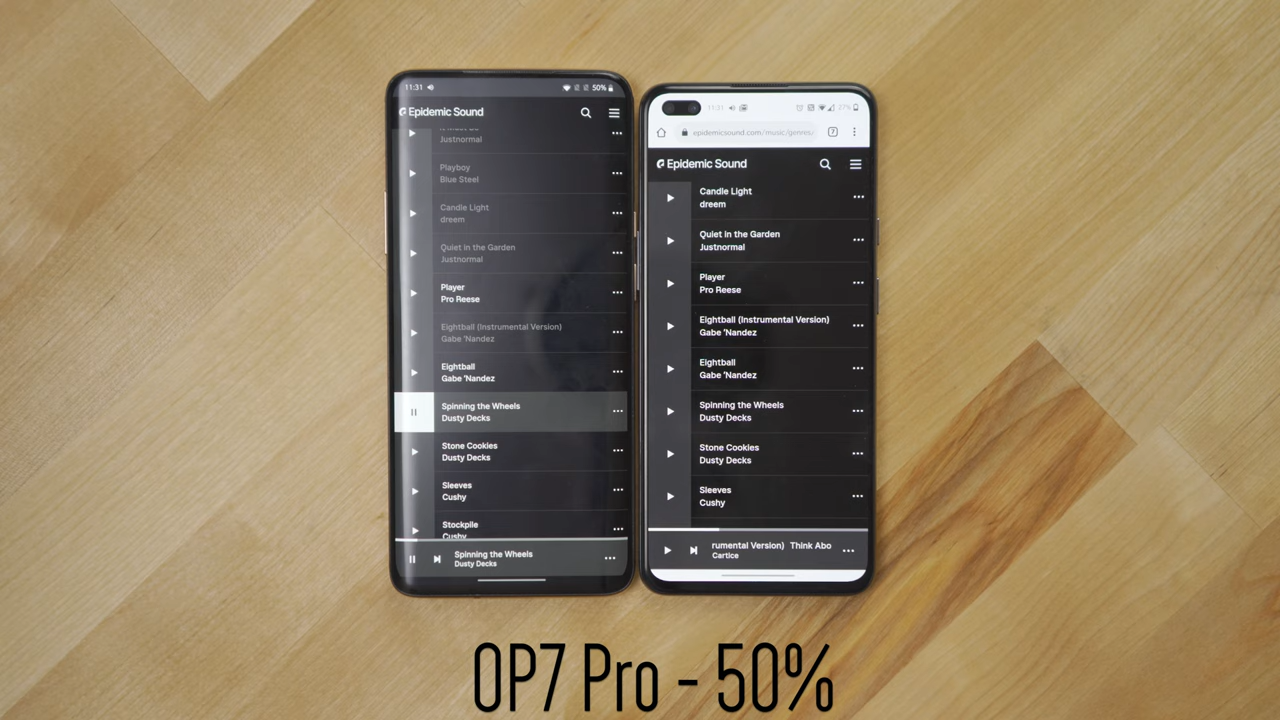 11:31
50%
Epidemic Sound
Justnormal
Playboy
Blue Steel
Candle Light
dreem
Quiet in the Garden
Justnormal
Player
Pro Reese
Eightball (Instrumental Version)
Gabe 'Nandez
Eightball
Gabe 'Nandez
Spinning the Wheels
Dusty Decks
Stone Cookies
Dusty Decks
Sleeves
Cushy
Stockpile
Cushy
Spinning the Wheels
Dusty Decks
11:31
27%
epidemicsound.com/music/genres/
7
Epidemic Sound
Candle Light
dreem
Quiet in the Garden
Justnormal
Player
Pro Reese
Eightball (Instrumental Version)
Gabe 'Nandez
Eightball
Gabe 'Nandez
Spinning the Wheels
Dusty Decks
Stone Cookies
Dusty Decks
Sleeves
Cushy
rumental Version) Think Abo
Cartice
OP7 Pro - 50%